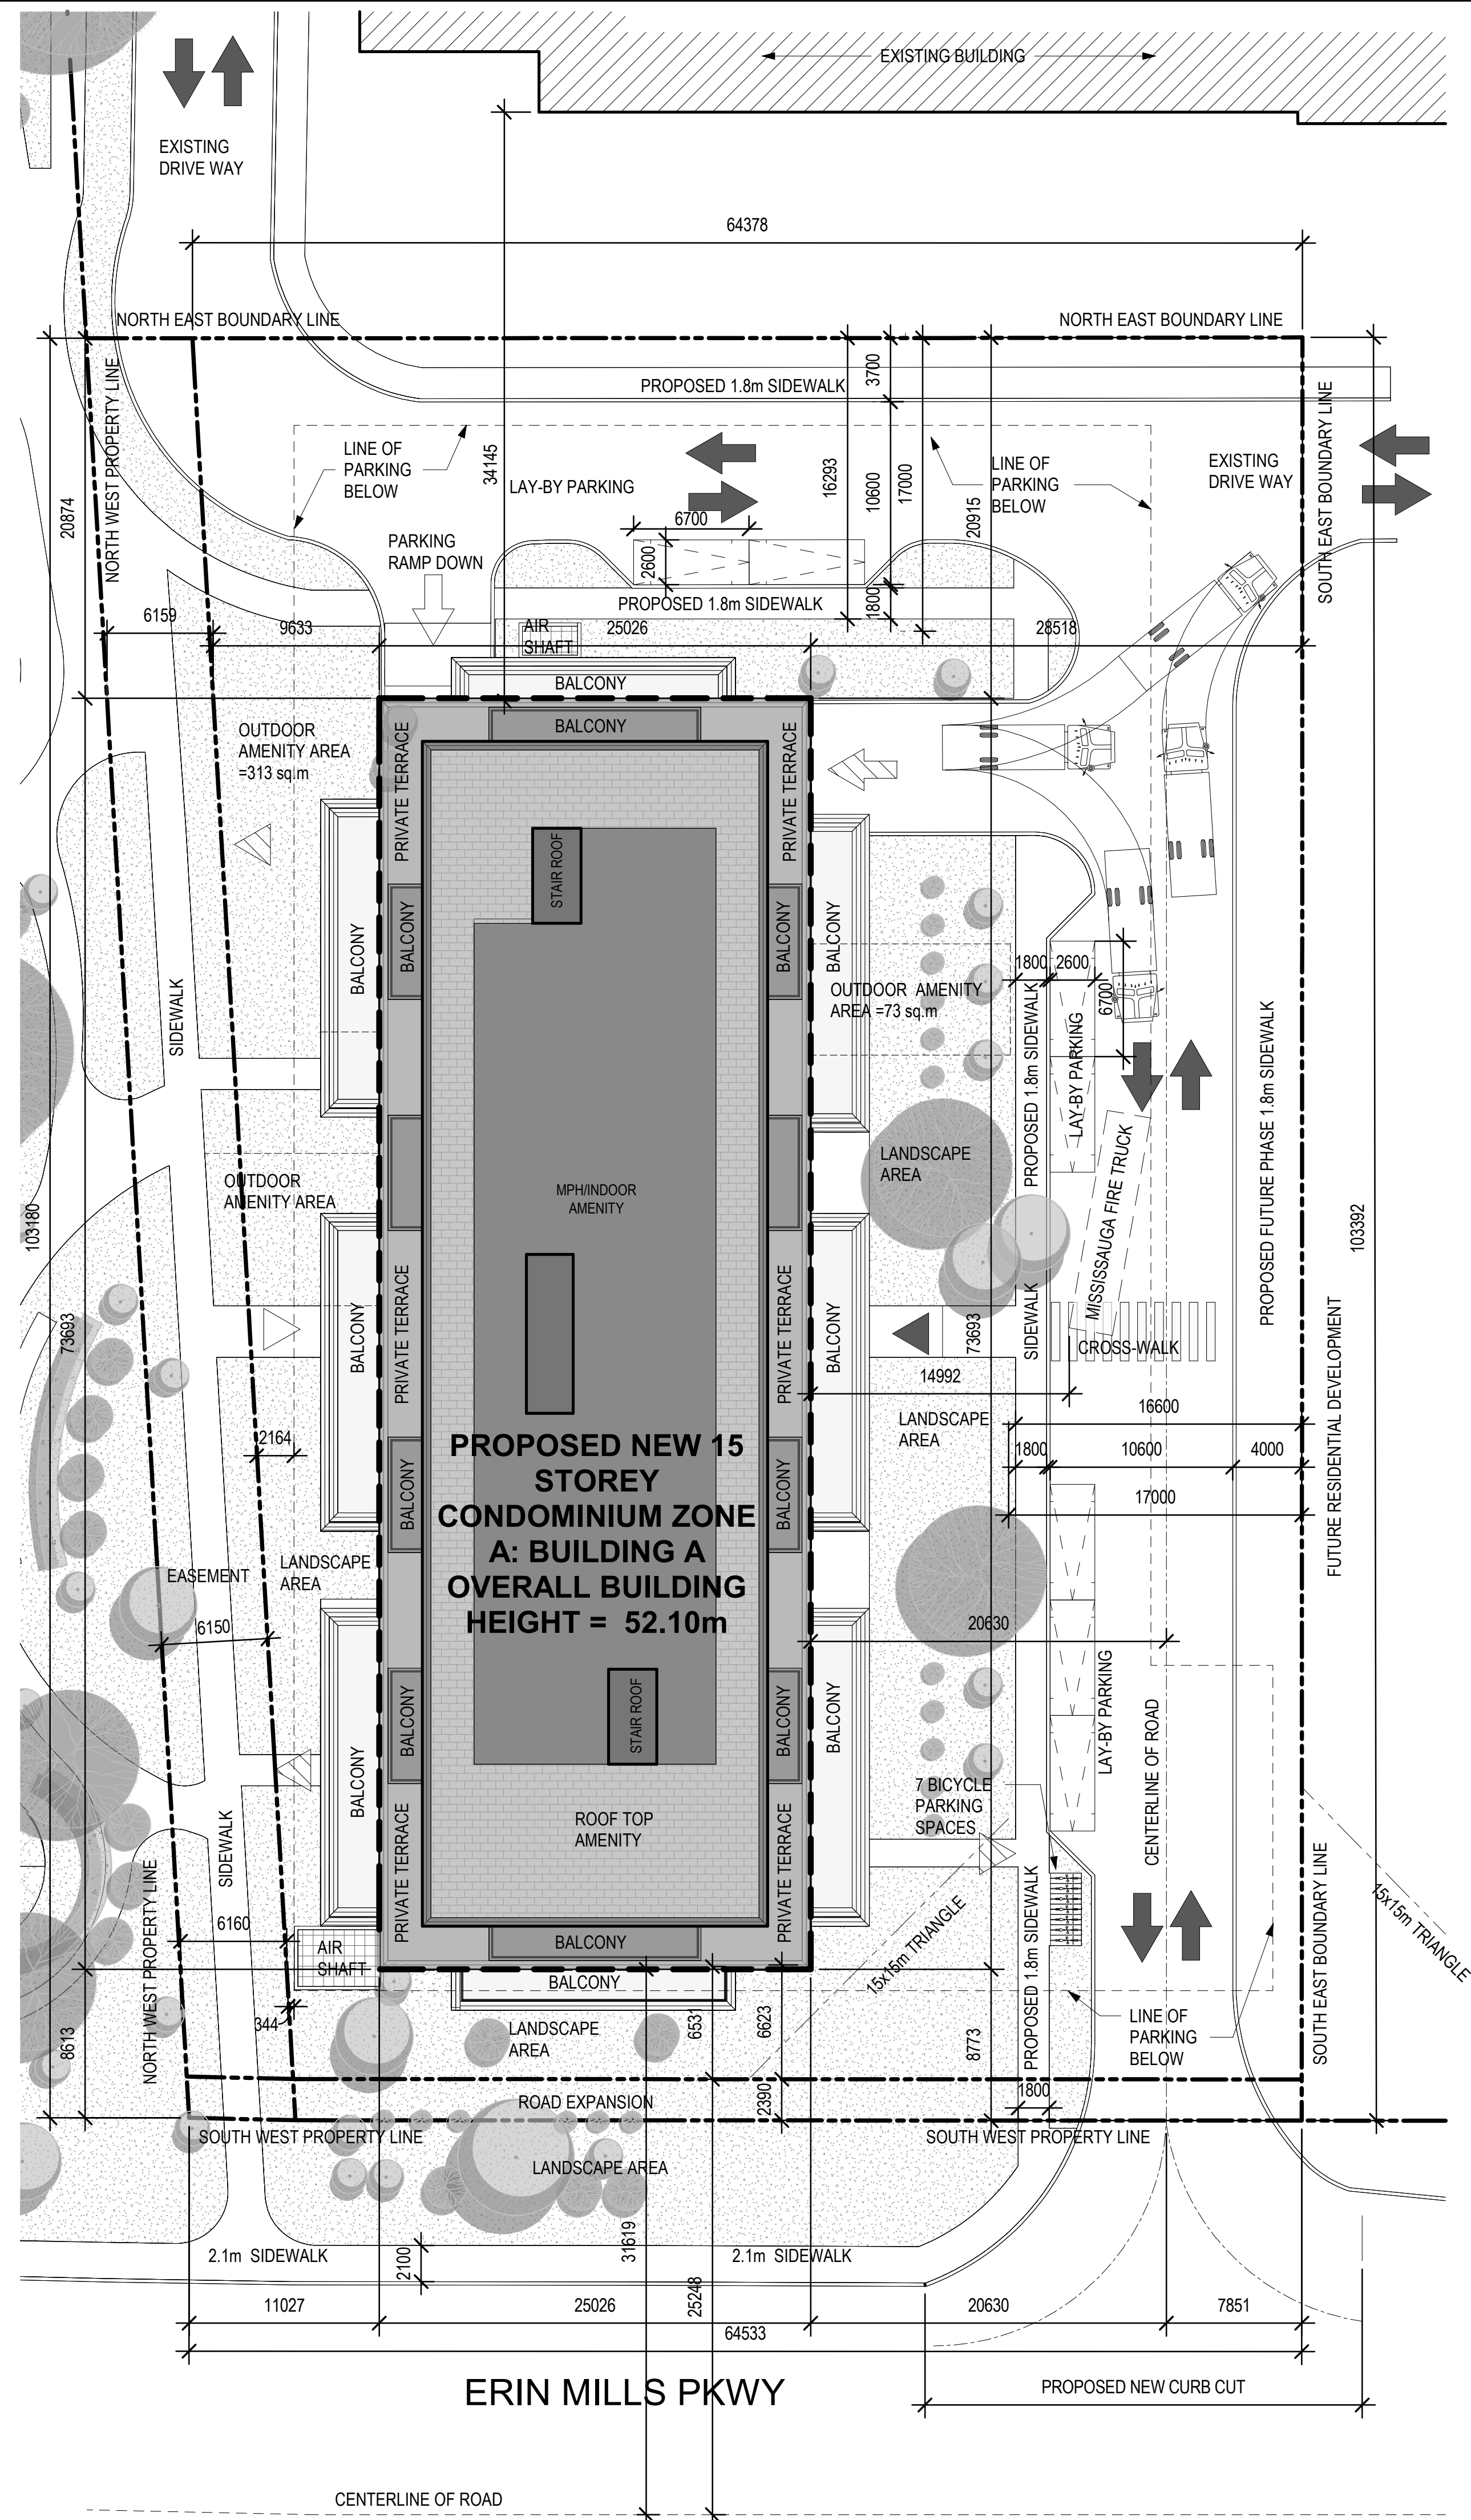 EXISTING BUILDING
EXISTING
DRIVE WAY
64378
NORTH EAST BOUNDARY LINE
NORTH EAST BOUNDARY LINE
3700
PROPOSED 1.8m SIDEWALK
NORTH WEST PROPERTY LINE
SOUTH EAST BOUNDARY LINE
LINE OF
PARKING
BELOW
34145
LAY-BY PARKING
16293
10600
17000
20915
LINE OF
PARKING
BELOW
EXISTING
DRIVE WAY
20874
6700
2600
PARKING
RAMP DOWN
PROPOSED 1.8m SIDEWALK
1800
6159
9633
AIR
SHAFT
25026
28518
BALCONY
BALCONY
OUTDOOR
AMENITY AREA
=313 sq.m
PRIVATE TERRACE
PRIVATE TERRACE
STAIR ROOF
BALCONY
BALCONY
BALCONY
BALCONY
OUTDOOR AMENITY
AREA =73 sq.m
1800
2600
6700
SIDEWALK
PROPOSED 1.8m SIDEWALK
LAY-BY PARKING
PROPOSED FUTURE PHASE 1.8m SIDEWALK
LANDSCAPE
AREA
MISSISSAUGA FIRE TRUCK
OUTDOOR
AMENITY AREA
MPH/INDOOR
AMENITY
103180
103392
73693
BALCONY
PRIVATE TERRACE
PRIVATE TERRACE
BALCONY
73693
SIDEWALK
CROSS-WALK
14992
16600
LANDSCAPE
AREA
2164
1800
10600
4000
17000
FUTURE RESIDENTIAL DEVELOPMENT
BALCONY
BALCONY
PROPOSED NEW 15
STOREY
CONDOMINIUM ZONE
A: BUILDING A
OVERALL BUILDING
HEIGHT = 52.10m
EASEMENT
LANDSCAPE
AREA
6150
20630
STAIR ROOF
BALCONY
BALCONY
BALCONY
BALCONY
LAY-BY PARKING
CENTERLINE OF ROAD
7 BICYCLE
PARKING
SPACES
ROOF TOP
AMENITY
PRIVATE TERRACE
PRIVATE TERRACE
SIDEWALK
NORTH WEST PROPERTY LINE
6160
AIR
SHAFT
BALCONY
BALCONY
15x15m TRIANGLE
PROPOSED 1.8m SIDEWALK
SOUTH EAST BOUNDARY LINE
15x15m TRIANGLE
344
8613
LANDSCAPE
AREA
6531
6623
8773
LINE OF
PARKING
BELOW
ROAD EXPANSION
2390
1800
SOUTH WEST PROPERTY LINE
SOUTH WEST PROPERTY LINE
LANDSCAPE AREA
2.1m SIDEWALK
2100
31619
2.1m SIDEWALK
25248
11027
25026
20630
7851
64533
ERIN MILLS PKWY
PROPOSED NEW CURB CUT
CENTERLINE OF ROAD